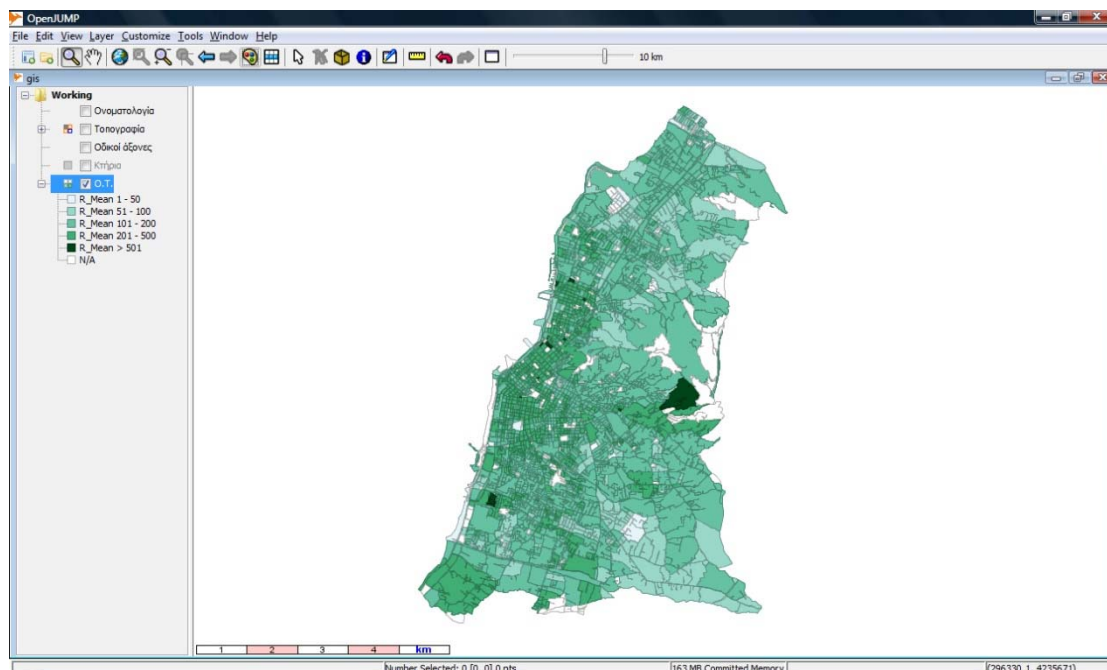 OpenJUMP
File Edit View Layer Customize Tools Window Help
10 km
gis
Working
Ονοματολογία
Τοπογραφία
Οδικοί άξονες
Κτήρια
Ο.Τ.
R_Mean 1 - 50
R_Mean 51 - 100
R_Mean 101 - 200
R_Mean 201 - 500
R_Mean > 501
N/A
1 2 3 4 km
Number Selected: 0 [0, 0] 0 pts 163 MB Committed Memory (296330.1, 4235671)